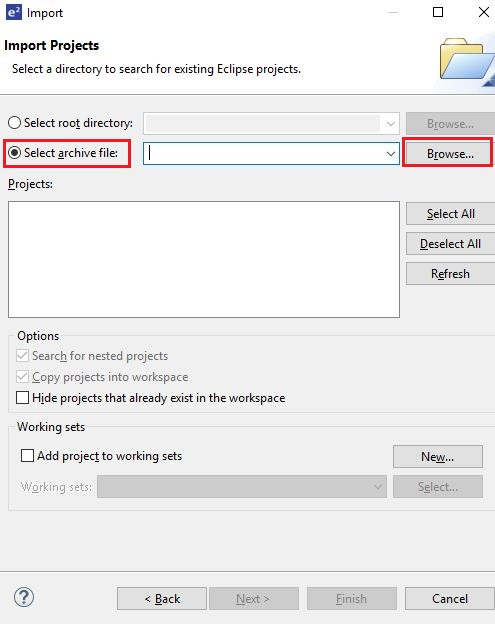 e² Import
Import Projects
Select a directory to search for existing Eclipse projects.
Select root directory: Browse...
Select archive file: Browse...
Projects:
Select All
Deselect All
Refresh
Options
Search for nested projects
Copy projects into workspace
Hide projects that already exist in the workspace
Working sets
Add project to working sets New...
Working sets: Select...
? < Back Next > Finish Cancel